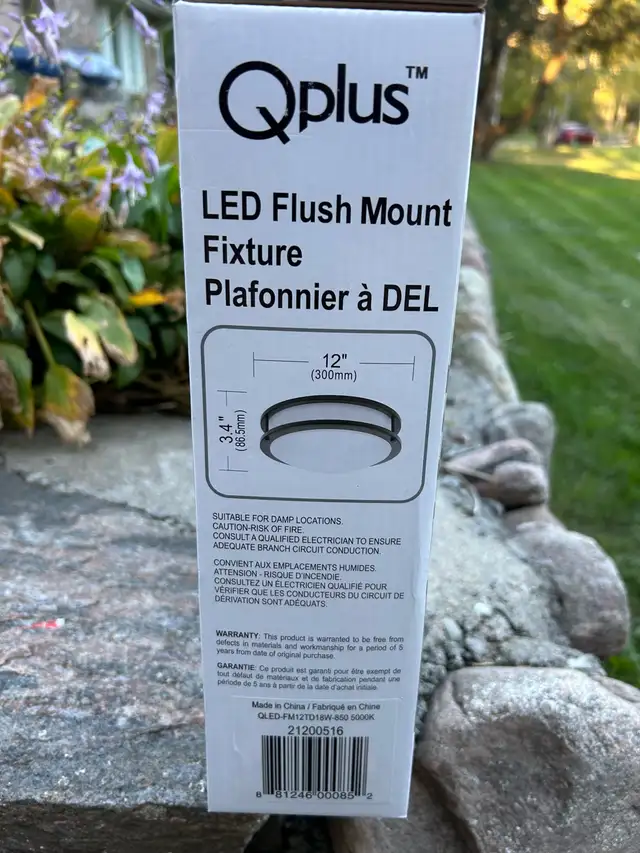 Qplus™
LED Flush Mount
Fixture
Plafonnier à DEL
12"
(300mm)
3.4"
(86.5mm)
SUITABLE FOR DAMP LOCATIONS.
CAUTION-RISK OF FIRE.
CONSULT A QUALIFIED ELECTRICIAN TO ENSURE
ADEQUATE BRANCH CIRCUIT CONDUCTION.
CONVIENT AUX EMPLACEMENTS HUMIDES.
ATTENTION - RISQUE D'INCENDIE.
CONSULTEZ UN ÉLECTRICIEN QUALIFIÉ POUR
VÉRIFIER QUE LES CONDUCTEURS DU CIRCUIT DE
DÉRIVATION SONT ADÉQUATS.
WARRANTY: This product is warranted to be free from
defects in materials and workmanship for a period of 5
years from date of original purchase.
GARANTIE: Ce produit est garanti pour être exempt de
tout défaut de matériaux et de fabrication pendant une
période de 5 ans à partir de la date d'achat initiale.
Made in China / Fabriqué en Chine
QLED-FM12TD18W-850 5000K
21200516
8 81246 00085 2